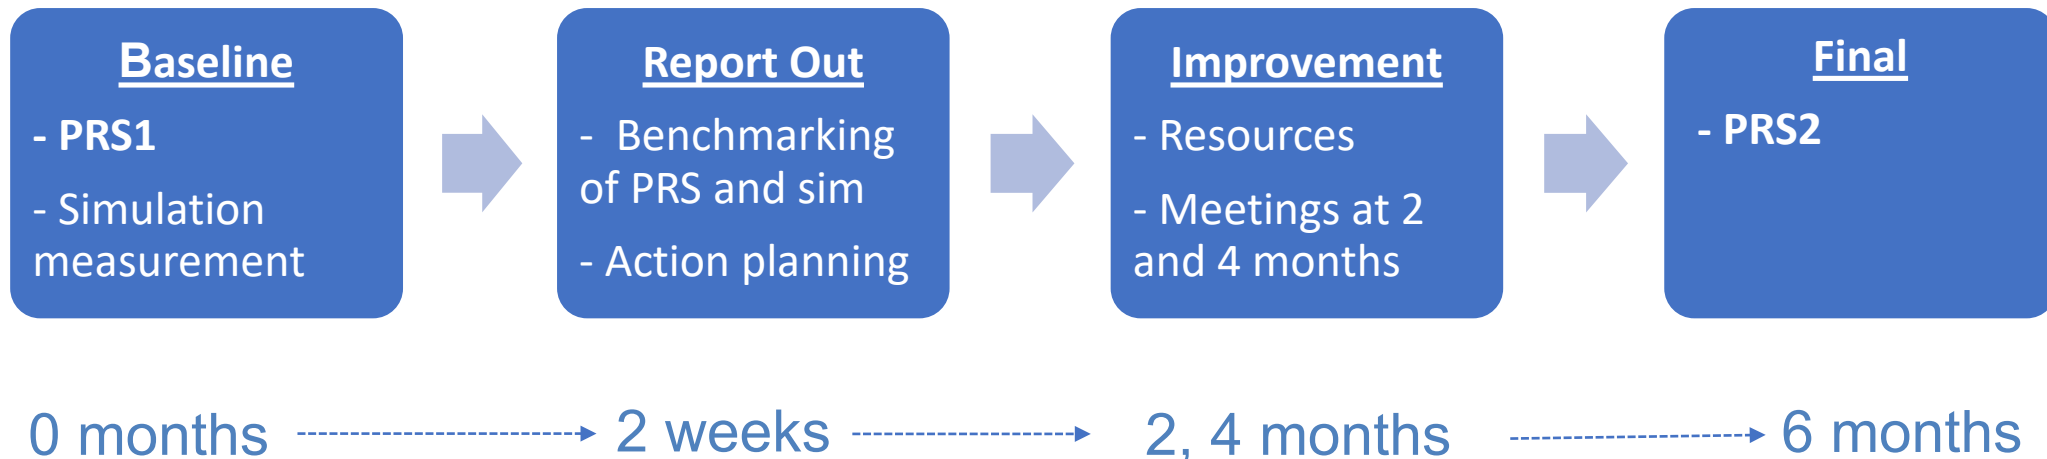 Baseline
- PRS1
- Simulation
measurement
Report Out
- Benchmarking
of PRS and sim
- Action planning
Improvement
- Resources
- Meetings at 2
and 4 months
Final
- PRS2
0 months
2 weeks
2, 4 months
6 months